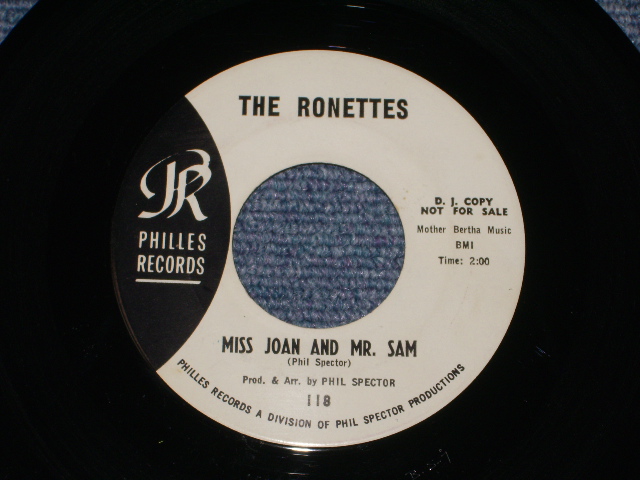 THE RONETTES
D. J. COPY
NOT FOR SALE
Mother Bertha Music
BMI
Time: 2:00
PR
PHILLES
RECORDS
MISS JOAN AND MR. SAM
(Phil Spector)
Prod. & Arr. by PHIL SPECTOR
118
PHILLES RECORDS A DIVISION OF PHIL SPECTOR PRODUCTIONS